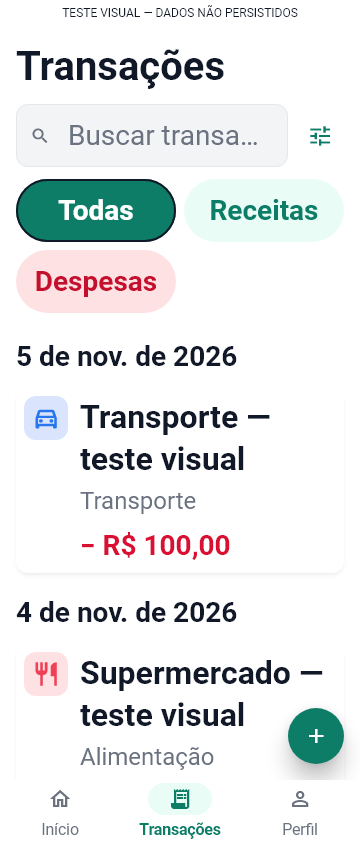 TESTE VISUAL — DADOS NÃO PERSISTIDOS
Transações
Buscar transa...
Todas
Receitas
Despesas
5 de nov. de 2026
Transporte —
teste visual
Transporte
− R$ 100,00
4 de nov. de 2026
Supermercado —
teste visual
Alimentação
+
Início
Transações
Perfil